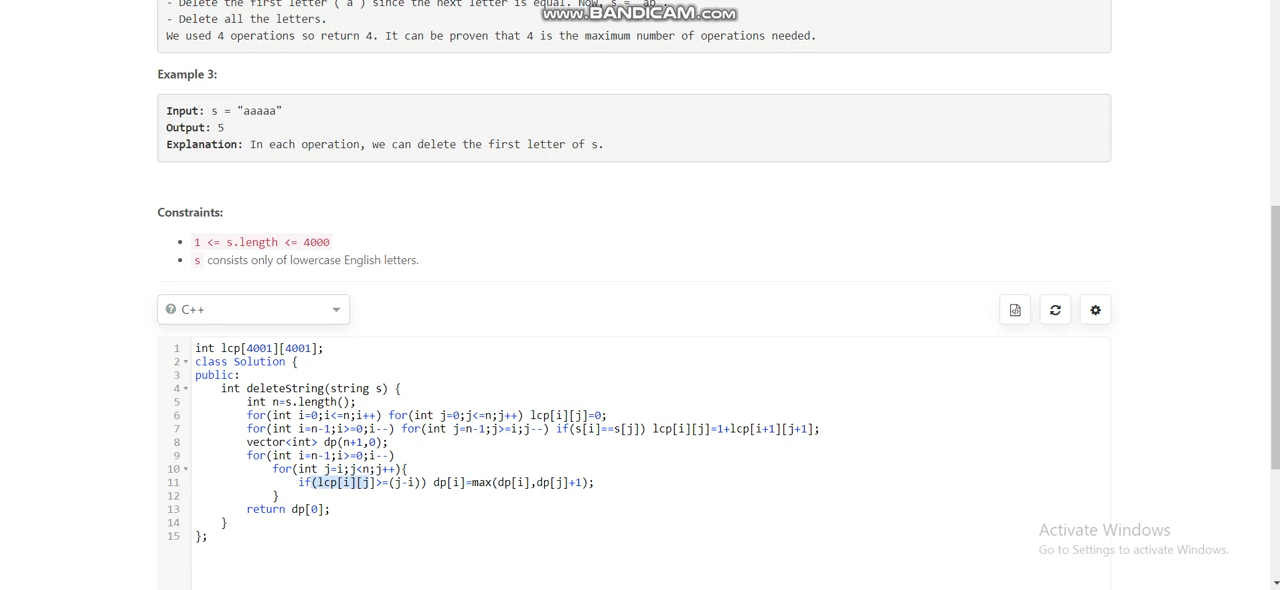 - Delete the first letter ("a") since the next letter is equal. Now, s = "ab".
www.BANDICAM.com
- Delete all the letters.
We used 4 operations so return 4. It can be proven that 4 is the maximum number of operations needed.
Example 3:
Input: s = "aaaaa"
Output: 5
Explanation: In each operation, we can delete the first letter of s.
Constraints:
• 1 <= s.length <= 4000
• s consists only of lowercase English letters.
C++
1 int lcp[4001][4001];
2 class Solution {
3 public:
4 int deleteString(string s) {
5 int n=s.length();
6 for(int i=0;i<=n;i++) for(int j=0;j<=n;j++) lcp[i][j]=0;
7 for(int i=n-1;i>=0;i--) for(int j=n-1;j>=i;j--) if(s[i]==s[j]) lcp[i][j]=1+lcp[i+1][j+1];
8 vector<int> dp(n+1,0);
9 for(int i=n-1;i>=0;i--)
10 for(int j=i;j<n;j++){
11 if(lcp[i][j]>=(j-i)) dp[i]=max(dp[i],dp[j]+1);
12 }
13 return dp[0];
14 }
15 };
Activate Windows
Go to Settings to activate Windows.